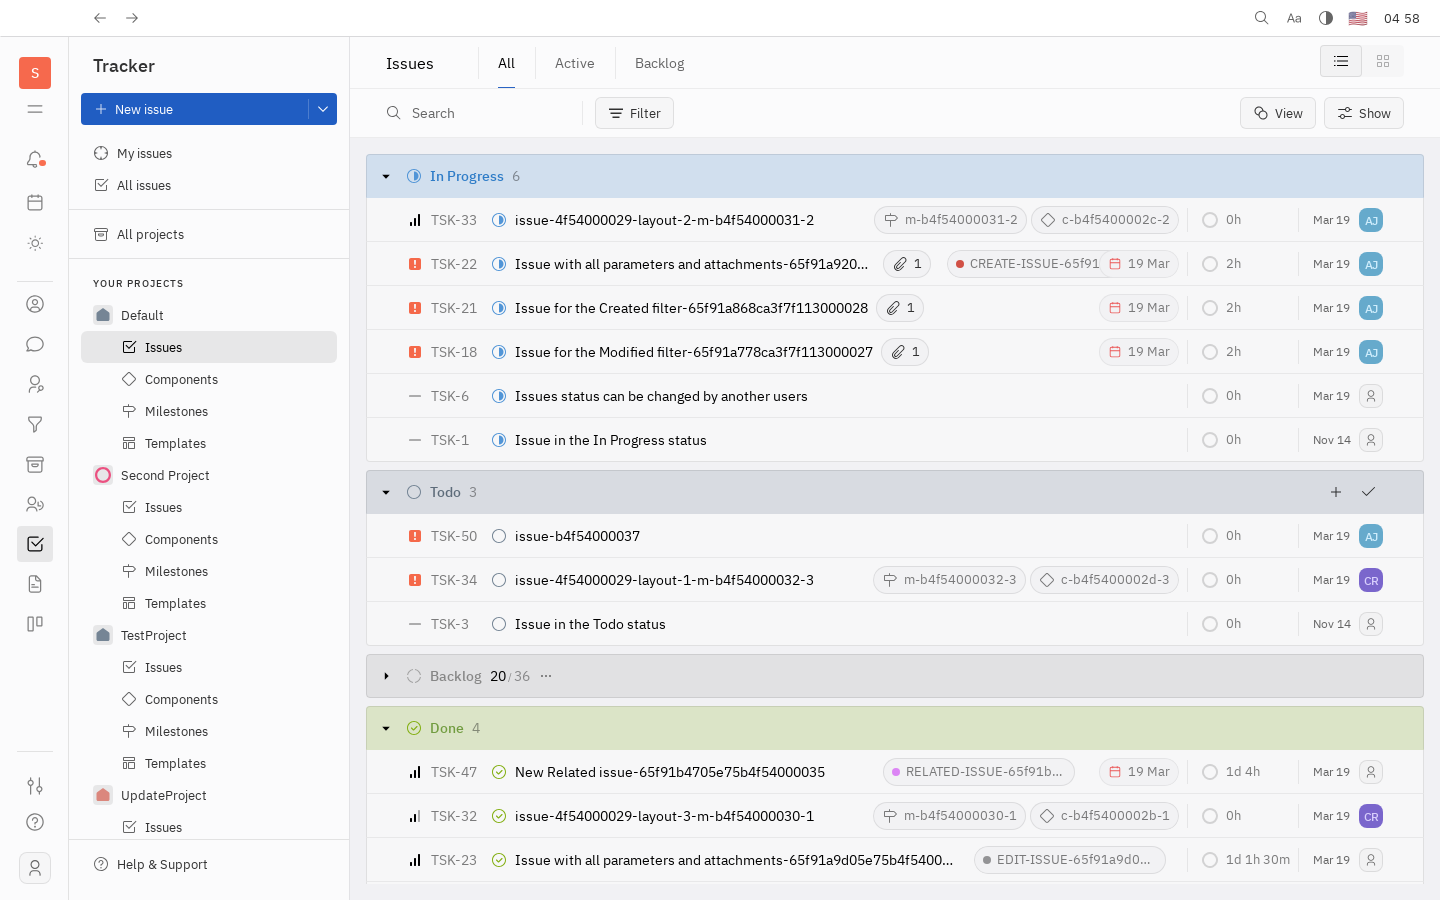 Aa 04 58
S
Tracker
New issue
My issues
All issues
All projects
YOUR PROJECTS
Default
Issues
Components
Milestones
Templates
Second Project
Issues
Components
Milestones
Templates
TestProject
Issues
Components
Milestones
Templates
UpdateProject
Issues
Help & Support
Issues All Active Backlog
Search Filter View Show
In Progress 6
TSK-33 issue-4f54000029-layout-2-m-b4f54000031-2 m-b4f54000031-2 c-b4f5400002c-2 0h Mar 19 AJ
TSK-22 Issue with all parameters and attachments-65f91a920... 1 CREATE-ISSUE-65f91 19 Mar 2h Mar 19 AJ
TSK-21 Issue for the Created filter-65f91a868ca3f7f113000028 1 19 Mar 2h Mar 19 AJ
TSK-18 Issue for the Modified filter-65f91a778ca3f7f113000027 1 19 Mar 2h Mar 19 AJ
TSK-6 Issues status can be changed by another users 0h Mar 19
TSK-1 Issue in the In Progress status 0h Nov 14
Todo 3
TSK-50 issue-b4f54000037 0h Mar 19 AJ
TSK-34 issue-4f54000029-layout-1-m-b4f54000032-3 m-b4f54000032-3 c-b4f5400002d-3 0h Mar 19 CR
TSK-3 Issue in the Todo status 0h Nov 14
Backlog 20/36 ...
Done 4
TSK-47 New Related issue-65f91b4705e75b4f54000035 RELATED-ISSUE-65f91b... 19 Mar 1d 4h Mar 19
TSK-32 issue-4f54000029-layout-3-m-b4f54000030-1 m-b4f54000030-1 c-b4f5400002b-1 0h Mar 19 CR
TSK-23 Issue with all parameters and attachments-65f91a9d05e75b4f5400... EDIT-ISSUE-65f91a9d0... 1d 1h 30m Mar 19